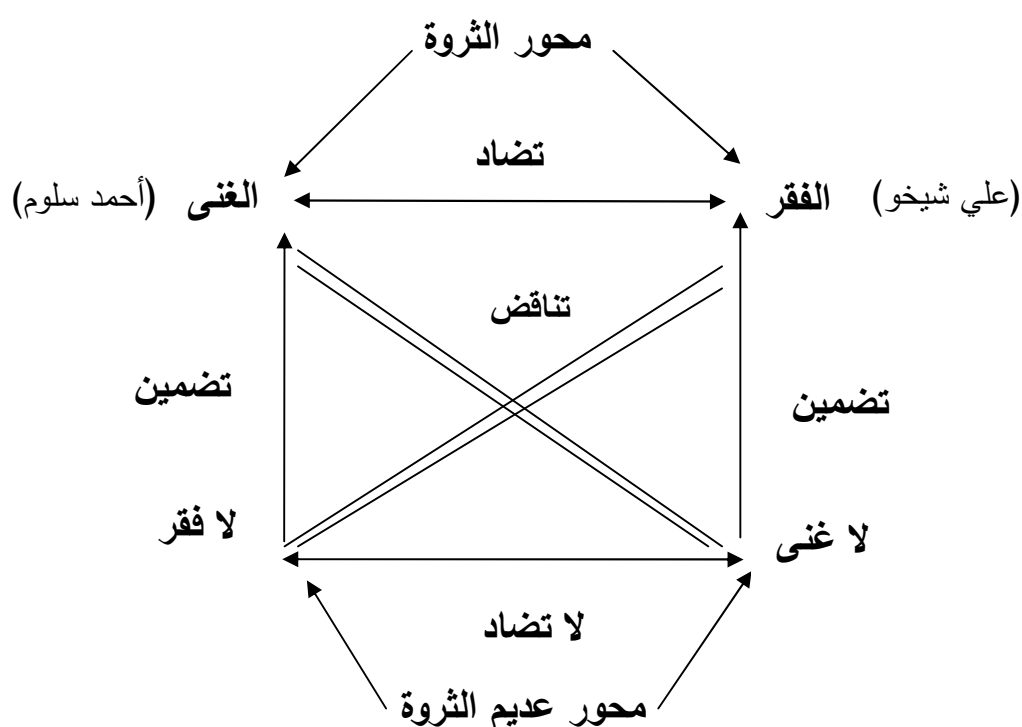 محور الثروة
تضاد
(علي شيخو) الفقر
الغنى (أحمد سلوم)
تناقض
تضمين
تضمين
لا غنى
لا فقر
لا تضاد
محور عديم الثروة